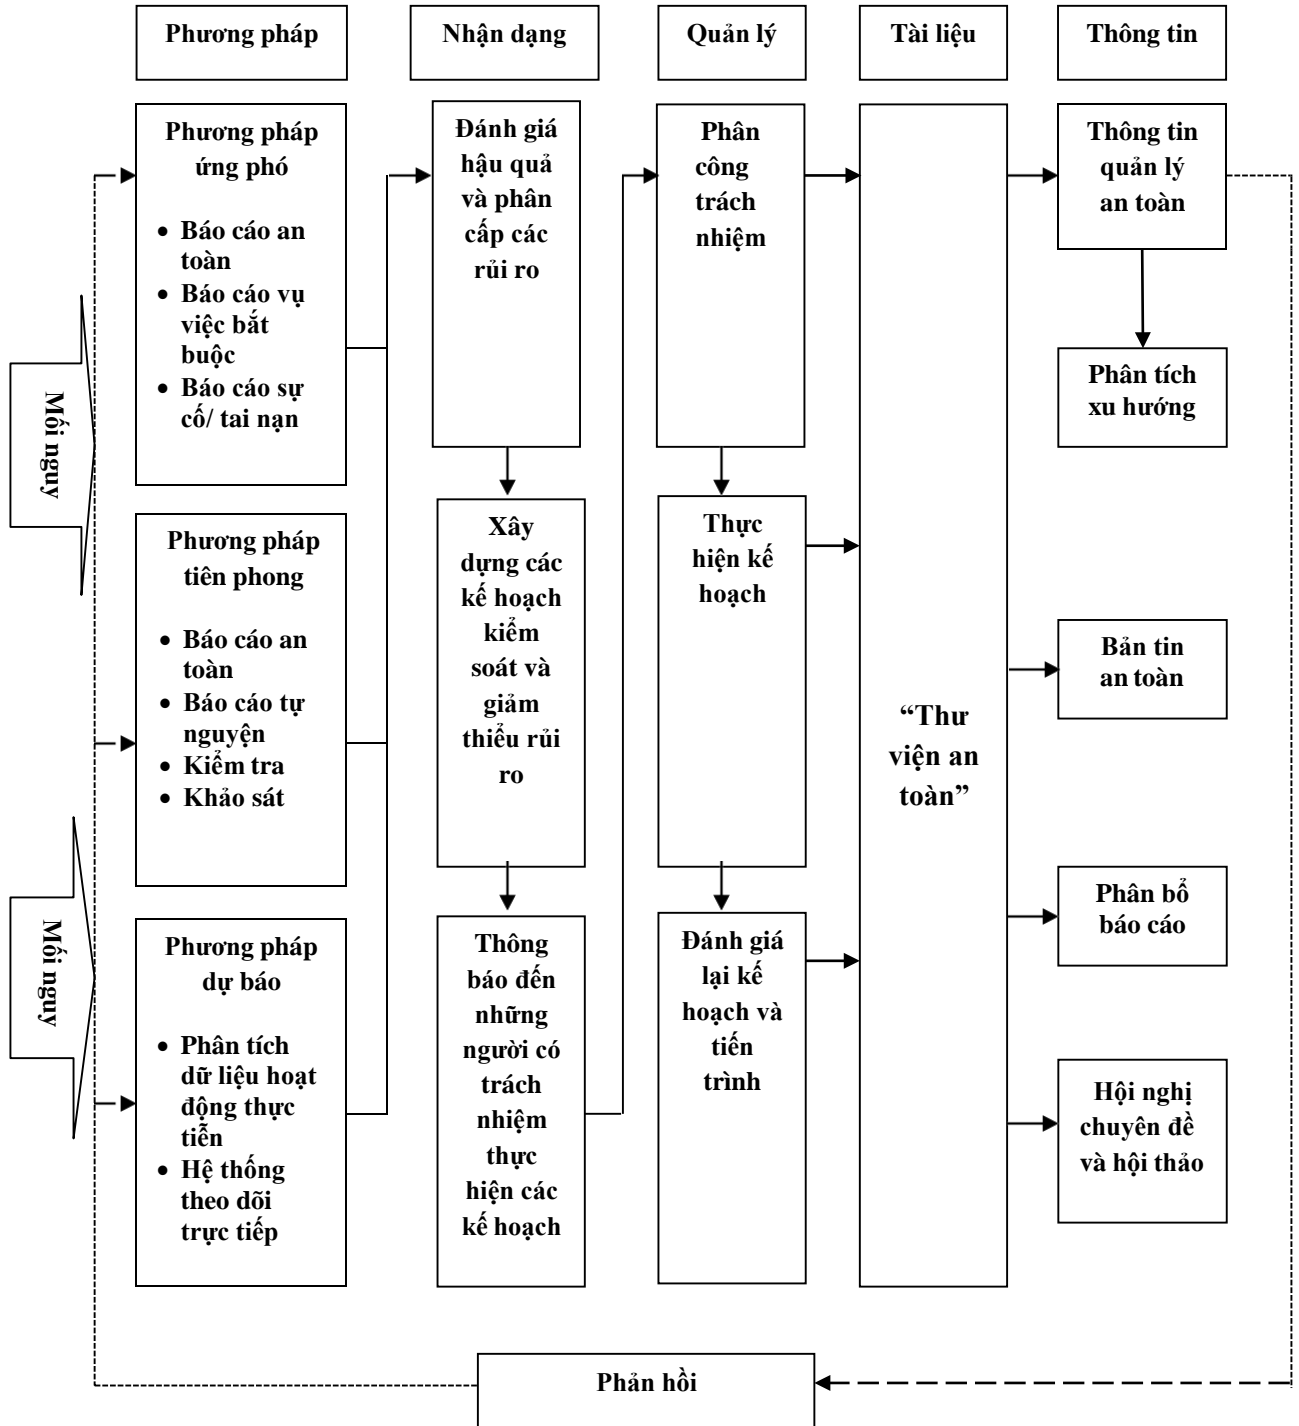 Phương pháp
Nhận dạng
Quản lý
Tài liệu
Thông tin
Phương pháp
ứng phó
• Báo cáo an
toàn
• Báo cáo vụ
việc bắt
buộc
• Báo cáo sự
cố/ tai nạn
Mối nguy
Phương pháp
tiên phong
• Báo cáo an
toàn
• Báo cáo tự
nguyện
• Kiểm tra
• Khảo sát
Mối nguy
Phương pháp
dự báo
• Phân tích
dữ liệu hoạt
động thực
tiễn
• Hệ thống
theo dõi
trực tiếp
Đánh giá
hậu quả
và phân
cấp các
rủi ro
Xây
dựng các
kế hoạch
kiểm
soát và
giảm
thiểu rủi
ro
Thông
báo đến
những
người có
trách
nhiệm
thực
hiện các
kế hoạch
Phân
công
trách
nhiệm
Thực
hiện kế
hoạch
Đánh giá
lại kế
hoạch và
tiến
trình
“Thư
viện an
toàn”
Thông tin
quản lý
an toàn
Phân tích
xu hướng
Bản tin
an toàn
Phân bổ
báo cáo
Hội nghị
chuyên đề
và hội thảo
Phản hồi